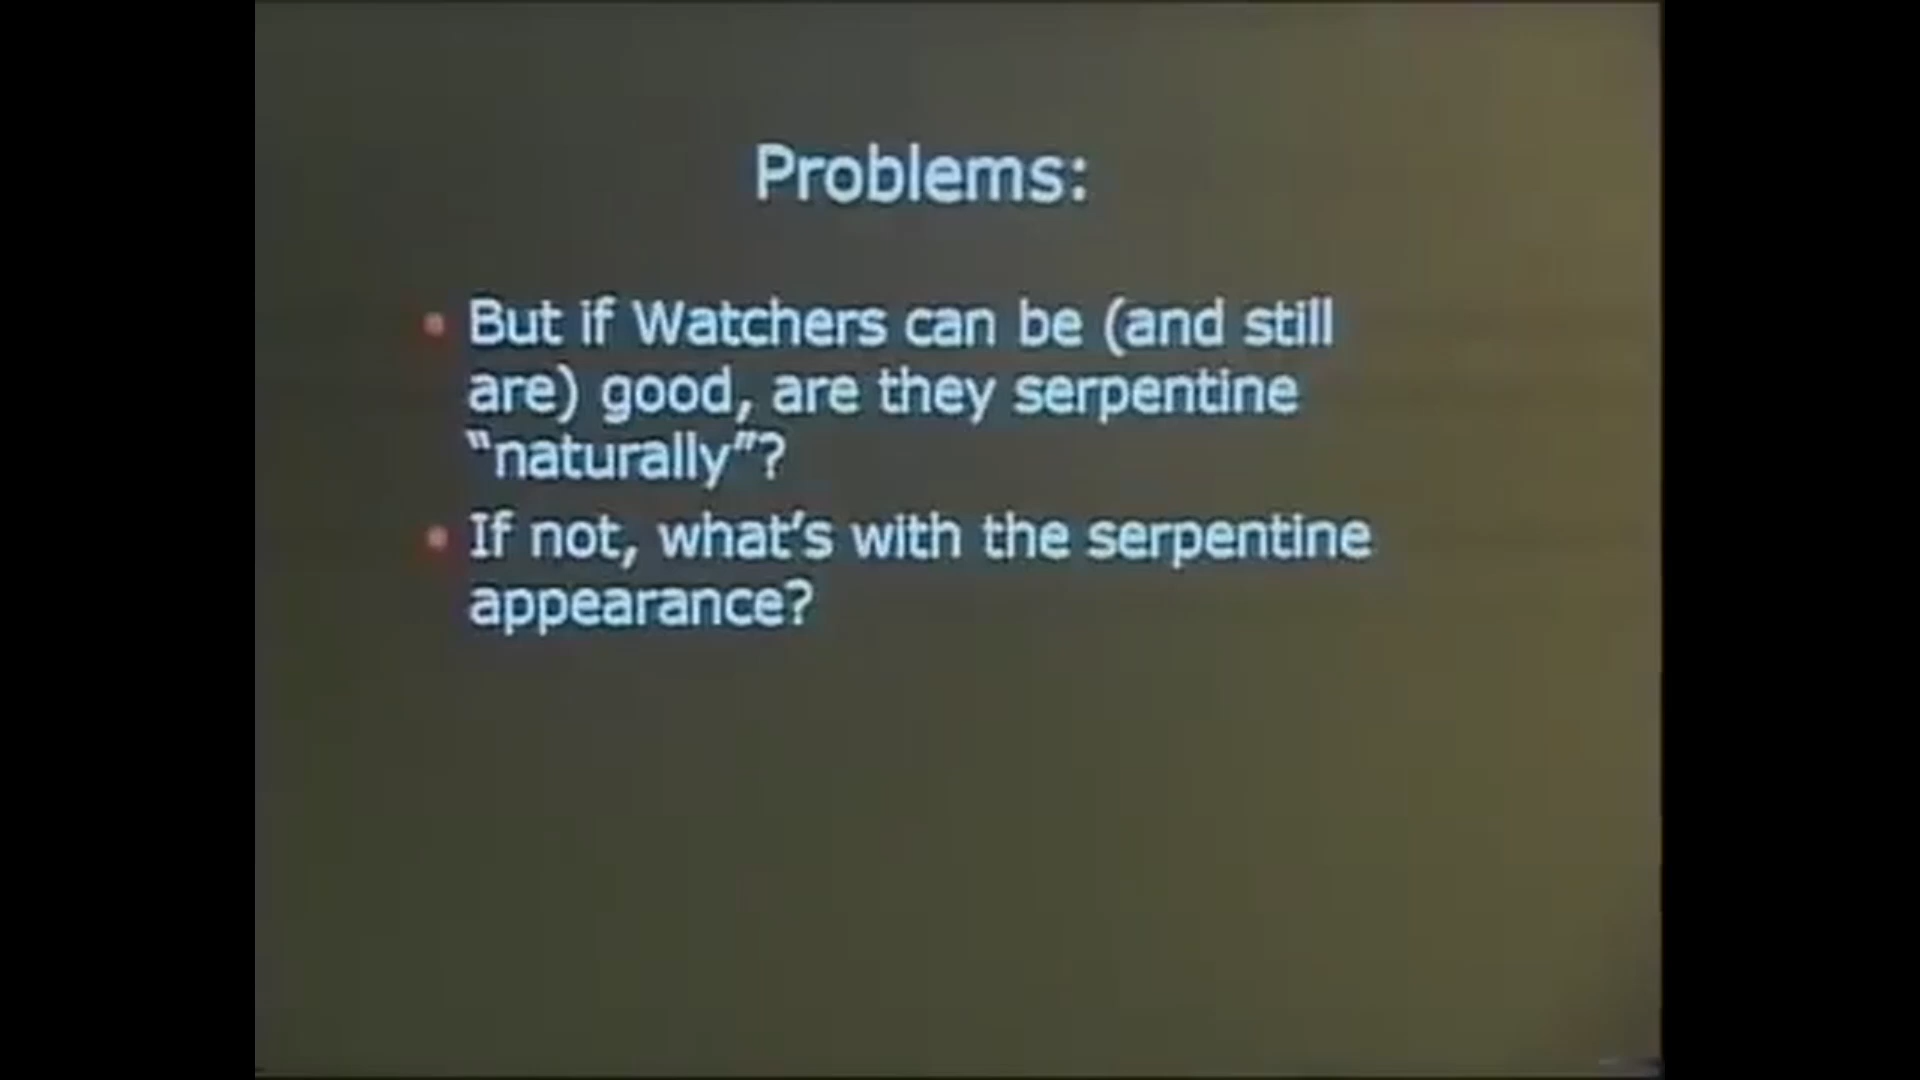 Problems:
• But if Watchers can be (and still
are) good, are they serpentine
“naturally”?
• If not, what’s with the serpentine
appearance?